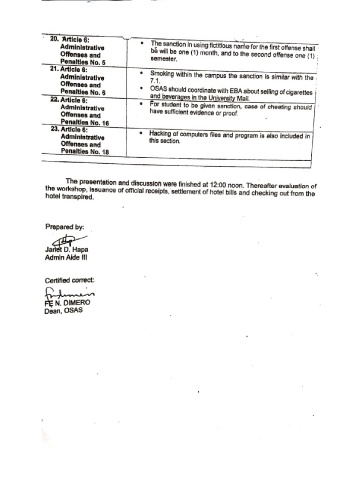 20. Article 6:
Administrative
Offenses and
Penalties No. 5
• The sanction in using fictitious name for the first offense shall
be will be one (1) month, and to the second offense one (1)
semester.
21. Article 6:
Administrative
Offenses and
Penalties No. 6
• Smoking within the campus the sanction is similar with the
7.1.
• OSAS should coordinate with EBA about selling of cigarettes
and beverages in the University Mall.
22. Article 6:
Administrative
Offenses and
Penalties No. 16
• For student to be given sanction, case of cheating should
have sufficient evidence or proof.
23. Article 6:
Administrative
Offenses and
Penalties No. 18
• Hacking of computers files and program is also included in
this section.
The presentation and discussion were finished at 12:00 noon. Thereafter evaluation of
the workshop, issuance of official receipts, settlement of hotel bills and checking out from the
hotel transpired.
Prepared by:
Janet D. Hapa
Admin Aide III
Certified correct:
FE N. DIMERO
Dean, OSAS